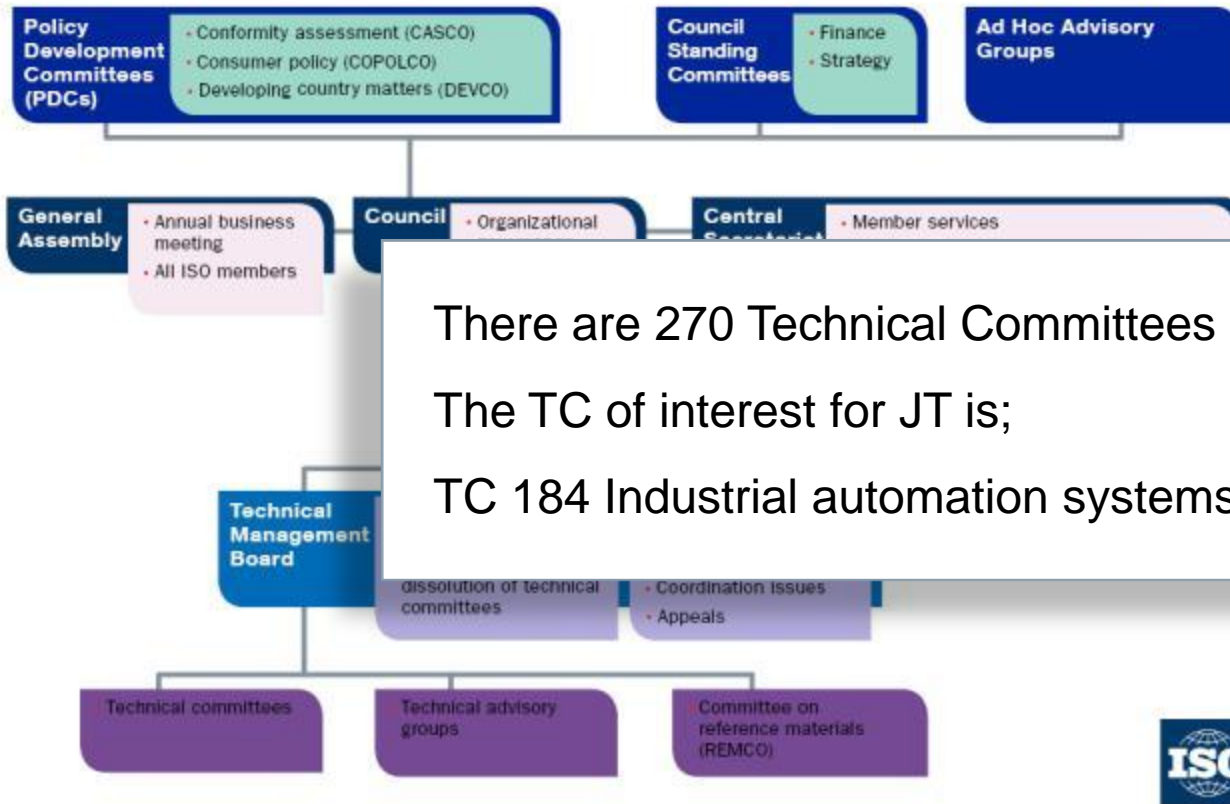 Policy
Development
Committees
(PDCs)
• Conformity assessment (CASCO)
• Consumer policy (COPOLCO)
• Developing country matters (DEVCO)
Council
Standing
Committees
• Finance
• Strategy
Ad Hoc Advisory
Groups
General
Assembly
• Annual business
meeting
• All ISO members
Council
• Organizational
Central
Secretariat
• Member services
There are 270 Technical Committees
The TC of interest for JT is;
TC 184 Industrial automation systems
Technical
Management
Board
dissolution of technical
committees
• Coordination issues
• Appeals
Technical committees
Technical advisory
groups
Committee on
reference materials
(REMCO)
ISO